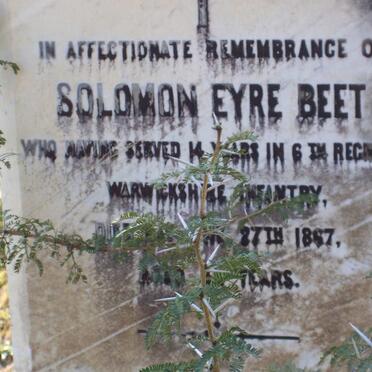 IN AFFECTIONATE REMEMBRANCE O
SOLOMON EYRE BEET
WHO HAVING SERVED 14 YEARS IN 6TH REGI
WARWICKSHIRE INFANTRY,
27TH 1867,
YEARS.